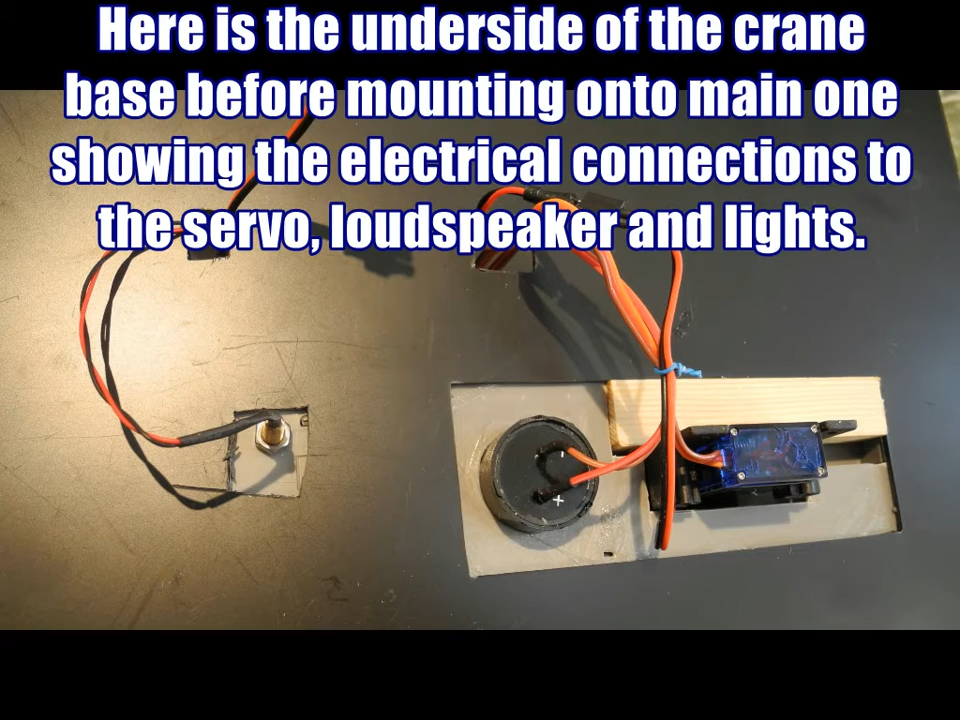 Here is the underside of the crane
base before mounting onto main one
showing the electrical connections to
the servo, loudspeaker and lights.
-
+